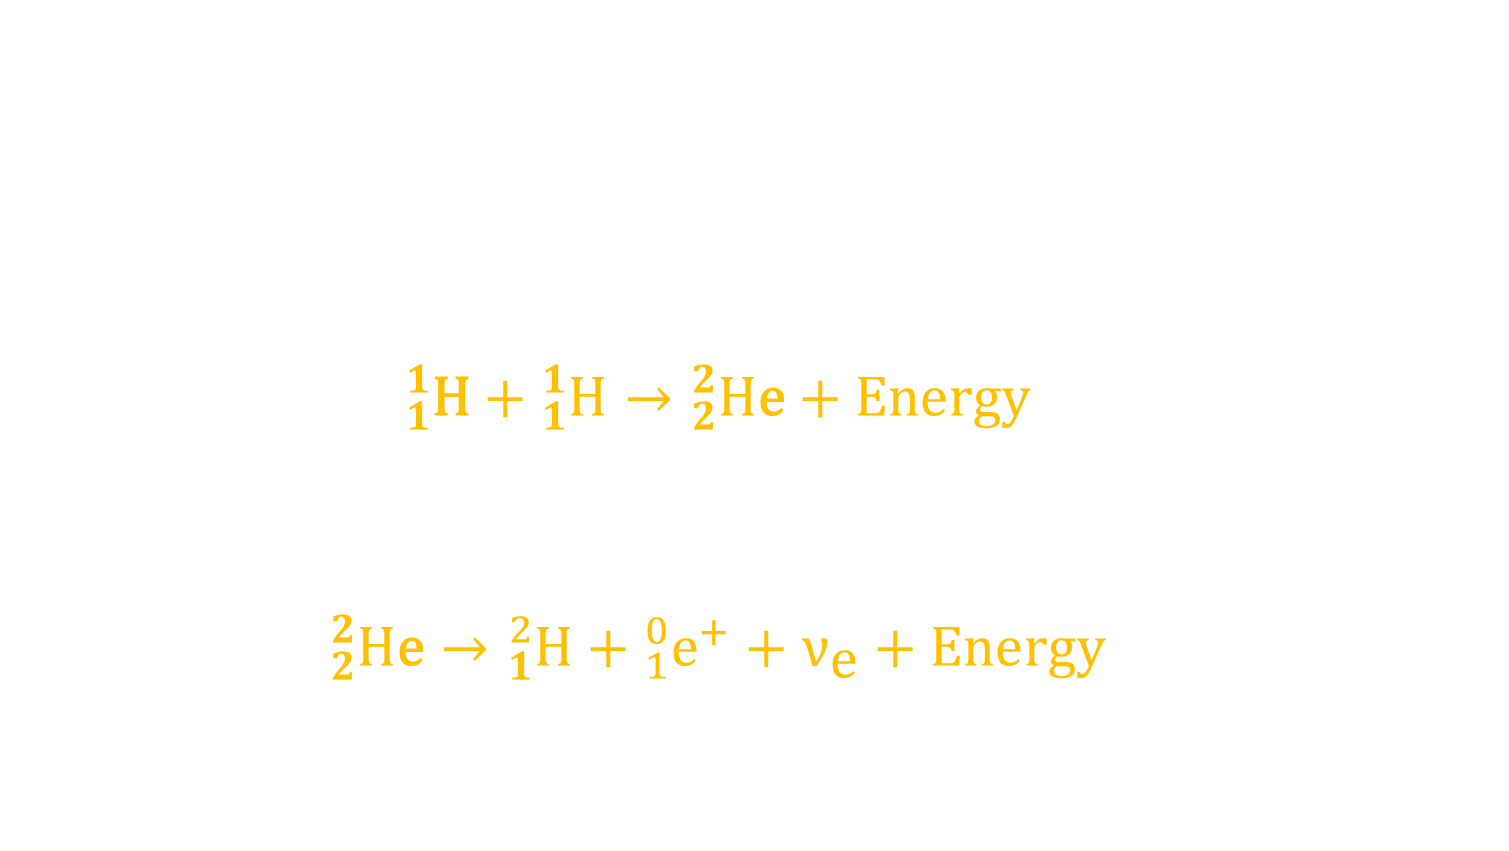 ¹₁H + ¹₁H → ²₂He + Energy
²₂He → ²₁H + ⁰₁e⁺ + νₑ + Energy